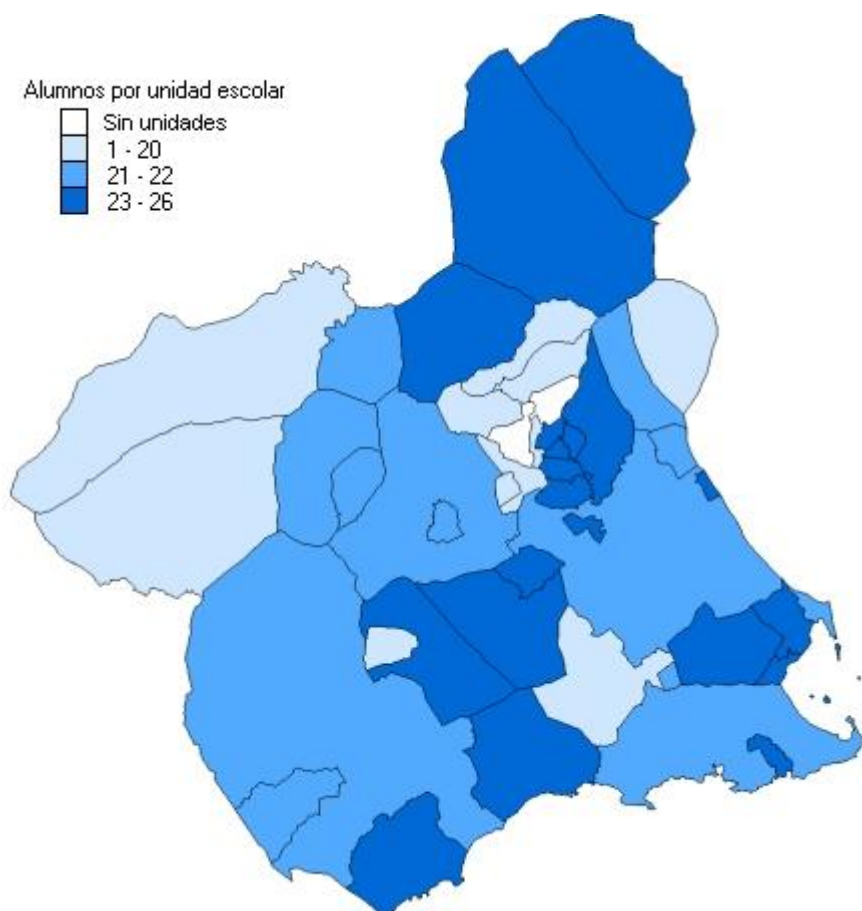 Alumnos por unidad escolar
Sin unidades
1 - 20
21 - 22
23 - 26